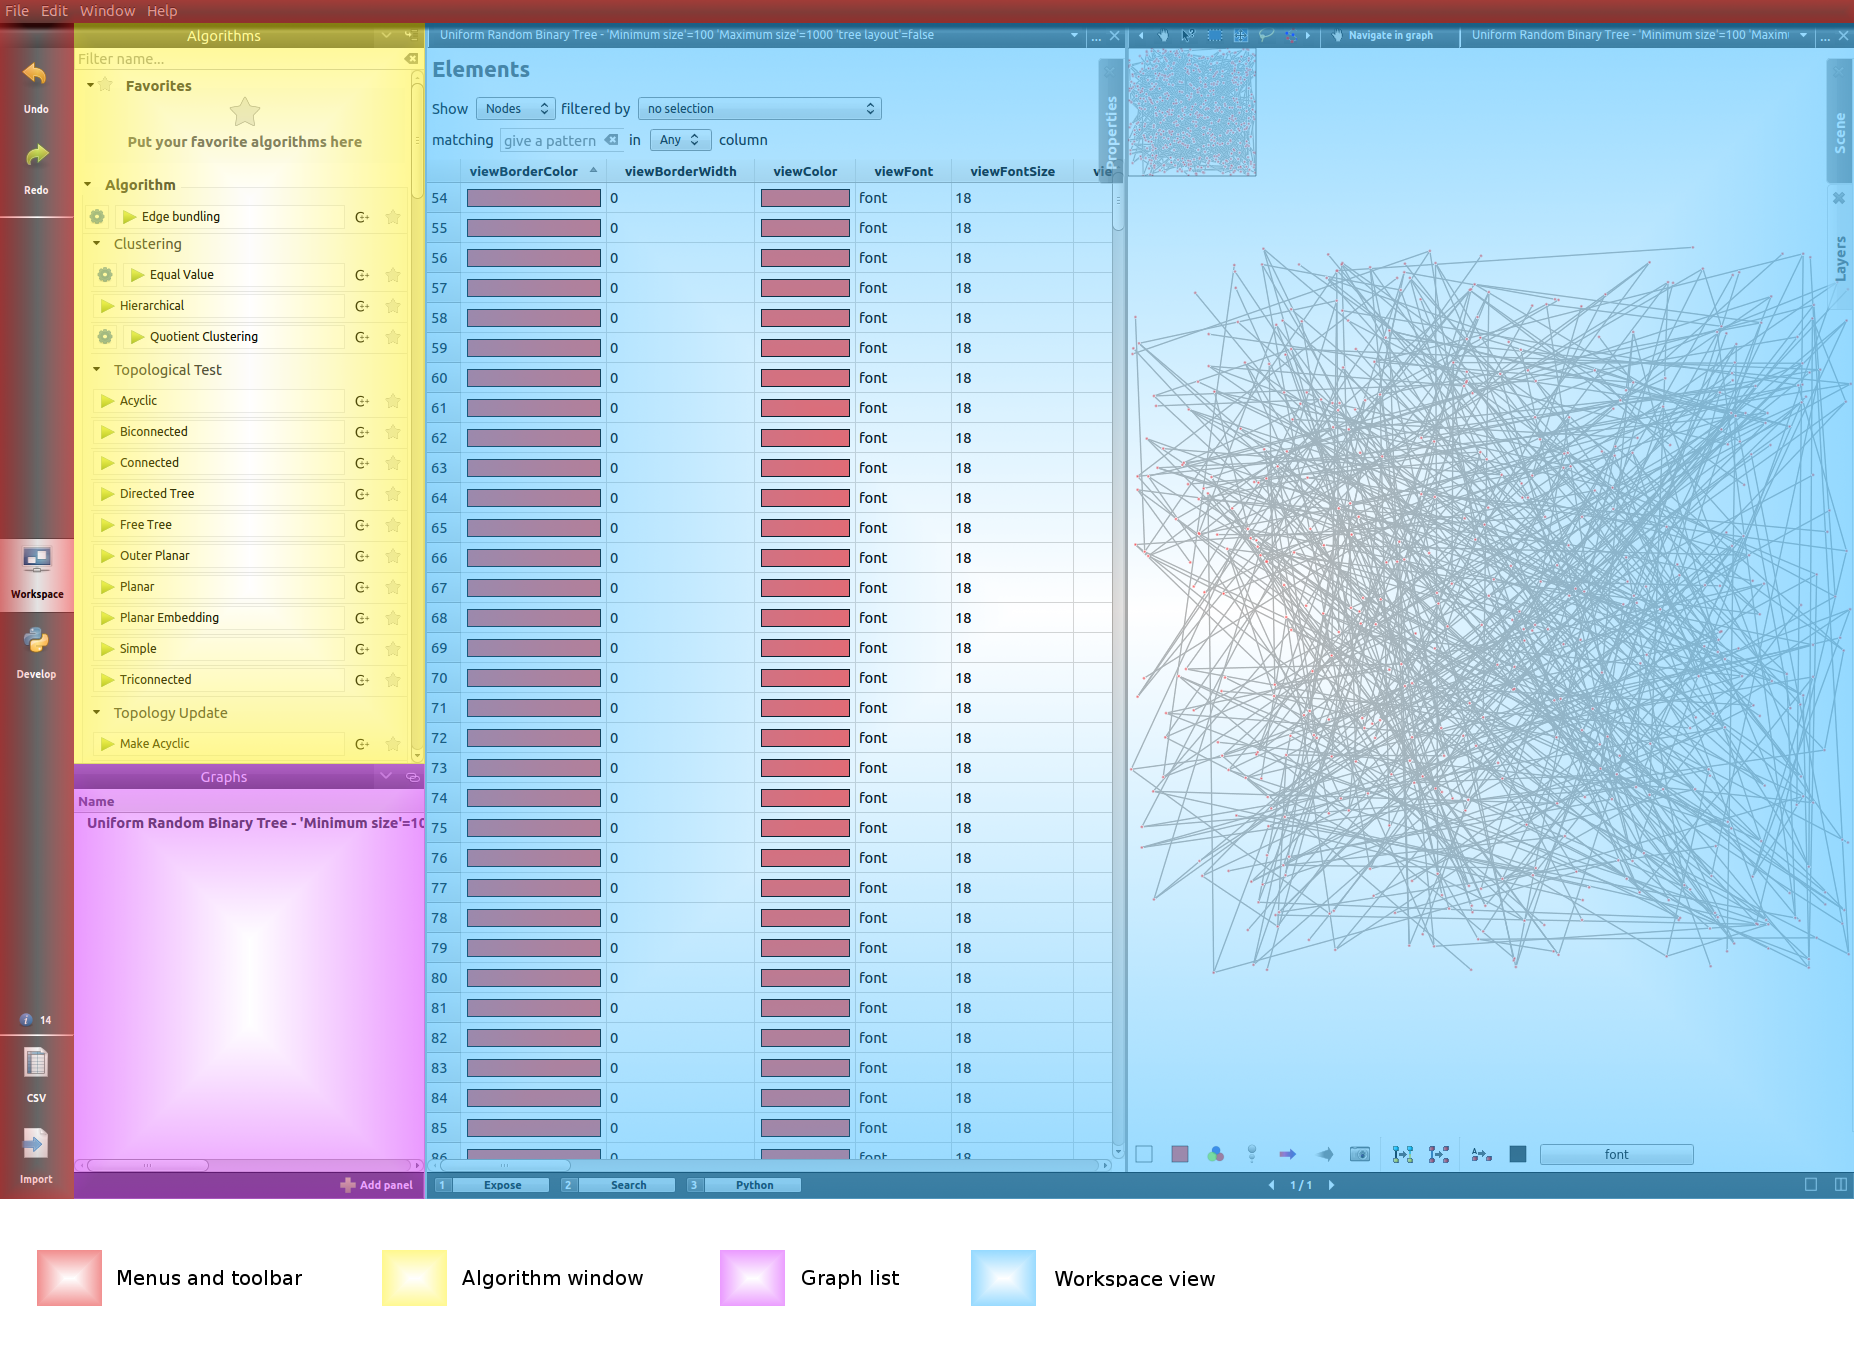 File Edit Window Help
Undo
Redo
Workspace
Develop
14
CSV
Import
Algorithms
Filter name...
Favorites
Put your favorite algorithms here
Algorithm
Edge bundling
Clustering
Equal Value
Hierarchical
Quotient Clustering
Topological Test
Acyclic
Biconnected
Connected
Directed Tree
Free Tree
Outer Planar
Planar
Planar Embedding
Simple
Triconnected
Topology Update
Make Acyclic
Graphs
Name
Uniform Random Binary Tree - 'Minimum size'=10
Add panel
Uniform Random Binary Tree - 'Minimum size'=100 'Maximum size'=1000 'tree layout'=false
Elements
Show Nodes filtered by no selection
matching give a pattern in Any column
Properties
viewBorderColor viewBorderWidth viewColor viewFont viewFontSize vie
54 0 font 18
55 0 font 18
56 0 font 18
57 0 font 18
58 0 font 18
59 0 font 18
60 0 font 18
61 0 font 18
62 0 font 18
63 0 font 18
64 0 font 18
65 0 font 18
66 0 font 18
67 0 font 18
68 0 font 18
69 0 font 18
70 0 font 18
71 0 font 18
72 0 font 18
73 0 font 18
74 0 font 18
75 0 font 18
76 0 font 18
77 0 font 18
78 0 font 18
79 0 font 18
80 0 font 18
81 0 font 18
82 0 font 18
83 0 font 18
84 0 font 18
85 0 font 18
86 0 font 18
1 Expose 2 Search 3 Python
Navigate in graph
Uniform Random Binary Tree - 'Minimum size'=100 'Maxim
Scene
Layers
font
1 / 1
Menus and toolbar
Algorithm window
Graph list
Workspace view